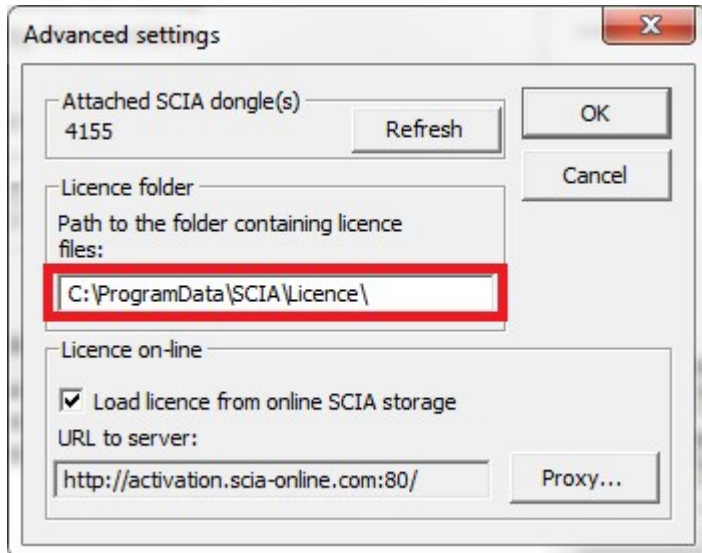 Advanced settings
Attached SCIA dongle(s)
4155
Refresh
OK
Cancel
Licence folder
Path to the folder containing licence
files:
C:\ProgramData\SCIA\Licence\
Licence on-line
Load licence from online SCIA storage
URL to server:
http://activation.scia-online.com:80/
Proxy...